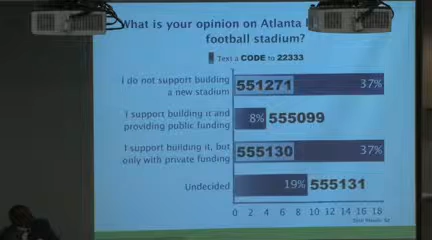 What is your opinion on Atlanta
football stadium?
Text a CODE to 22333
I do not support building
a new stadium
551271 37%
I support building it and
providing public funding
8% 555099
I support building it, but
only with private funding
555130 37%
Undecided
19% 555131
0 2 4 6 8 10 12 14 16 18